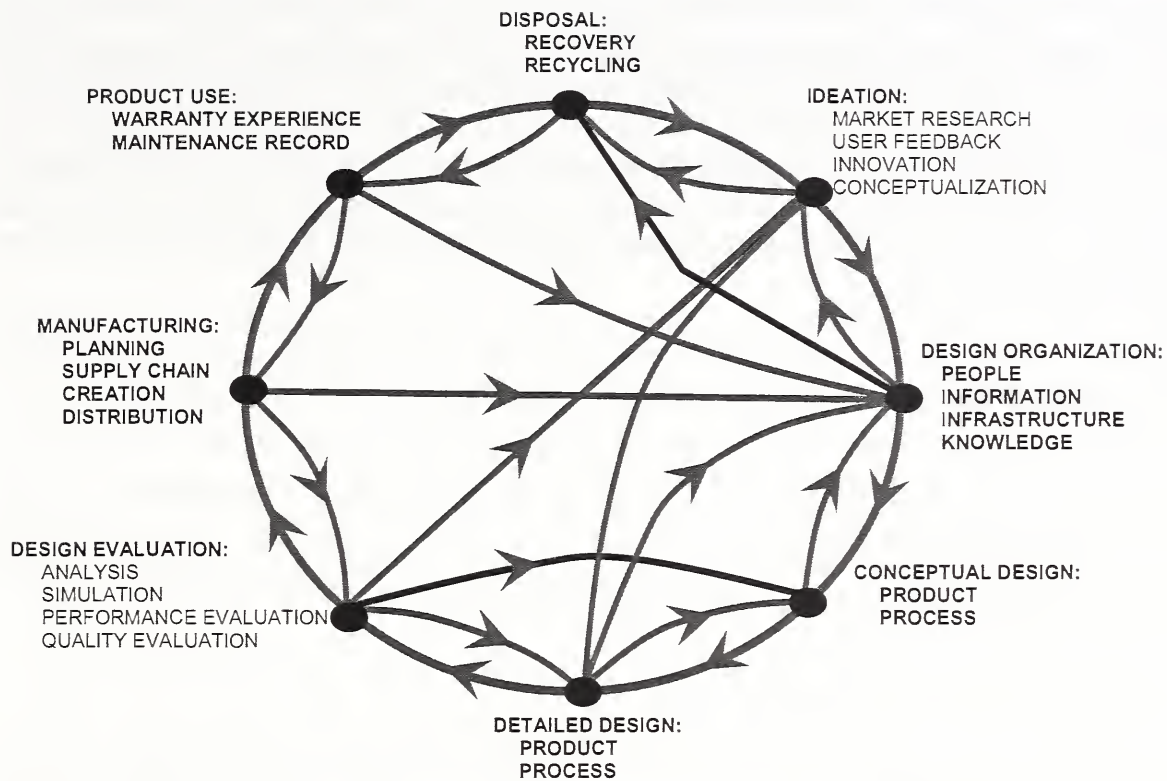 DISPOSAL:
RECOVERY
RECYCLING
PRODUCT USE:
WARRANTY EXPERIENCE
MAINTENANCE RECORD
IDEATION:
MARKET RESEARCH
USER FEEDBACK
INNOVATION
CONCEPTUALIZATION
MANUFACTURING:
PLANNING
SUPPLY CHAIN
CREATION
DISTRIBUTION
DESIGN ORGANIZATION:
PEOPLE
INFORMATION
INFRASTRUCTURE
KNOWLEDGE
DESIGN EVALUATION:
ANALYSIS
SIMULATION
PERFORMANCE EVALUATION
QUALITY EVALUATION
CONCEPTUAL DESIGN:
PRODUCT
PROCESS
DETAILED DESIGN:
PRODUCT
PROCESS